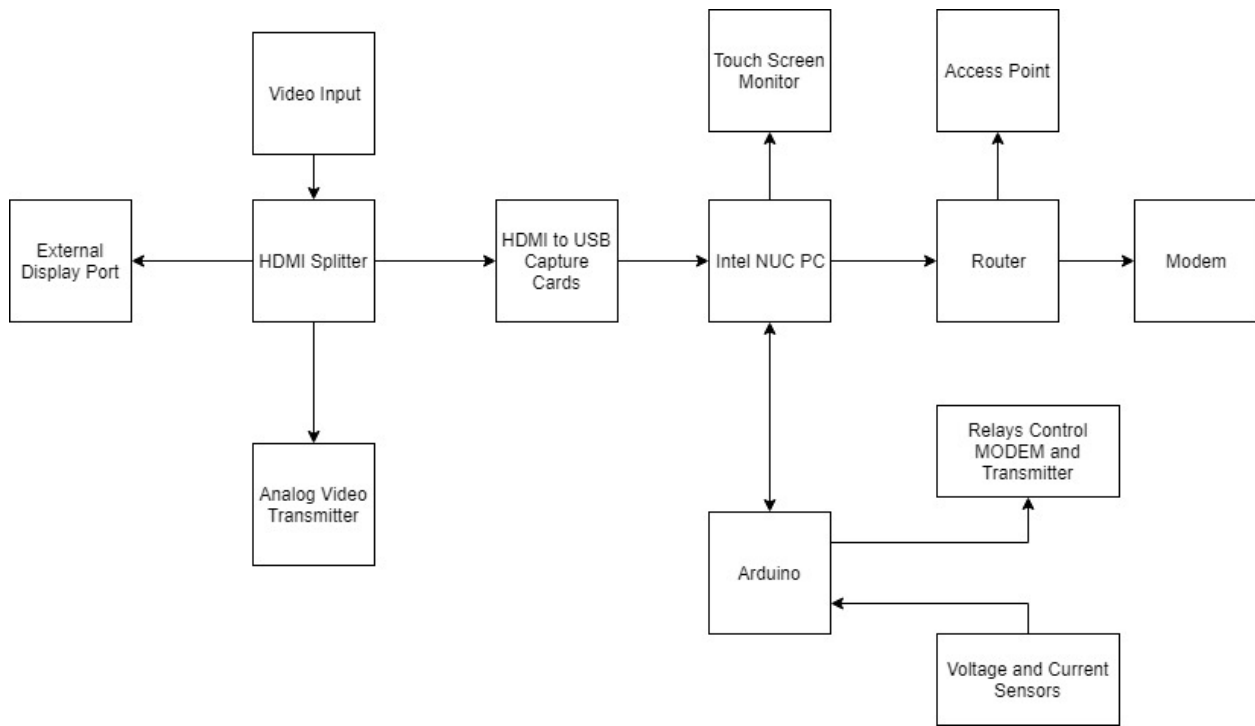 Video Input
Touch Screen
Monitor
Access Point
External
Display Port
HDMI Splitter
HDMI to USB
Capture
Cards
Intel NUC PC
Router
Modem
Analog Video
Transmitter
Relays Control
MODEM and
Transmitter
Arduino
Voltage and Current
Sensors